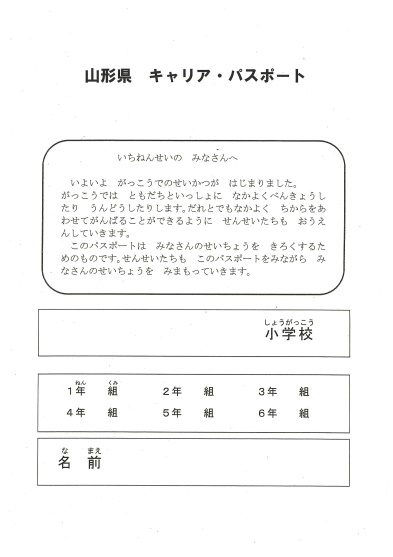 山形県　キャリア・パスポート
いちねんせいの　みなさんへ
　いよいよ　がっこうでのせいかつが　はじまりました。
がっこうでは　ともだちといっしょに　なかよくべんきょうし
たり　うんどうしたりします。だれとでもなかよく　ちからをあ
わせてがんばることができるように　せんせいたちも　おうえ
んしていきます。
　このパスポートは　みなさんのせいちょうを　きろくするた
めのものです。せんせいたちも　このパスポートをみながら　み
なさんのせいちょうを　みまもっていきます。
しょうがっこう
小学校
ねん　くみ
1年　組　2年　組　3年　組
4年　組　5年　組　6年　組
な　まえ
名　前